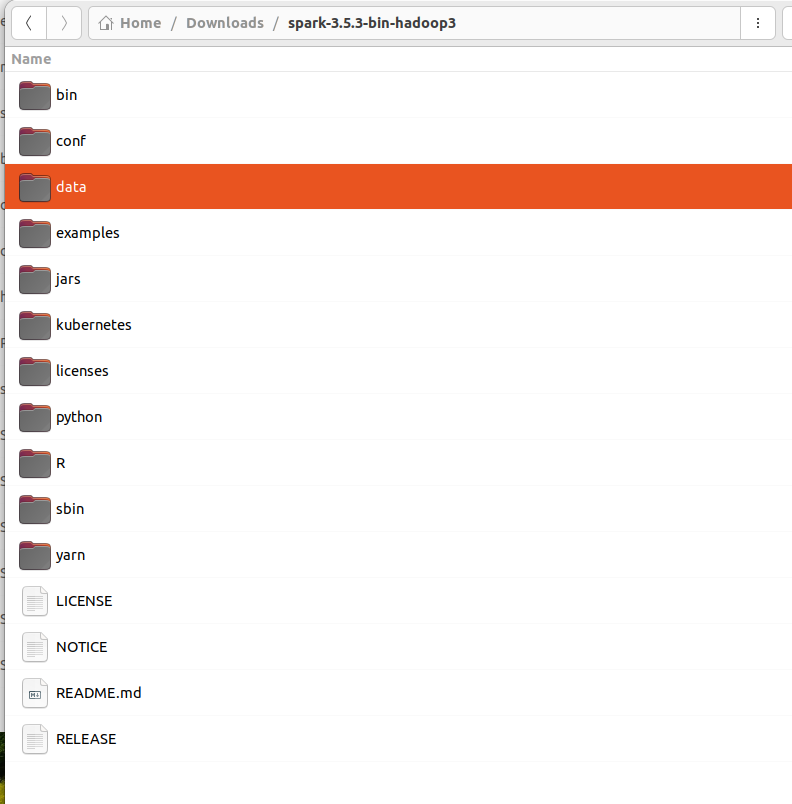 Home / Downloads / spark-3.5.3-bin-hadoop3
Name
bin
conf
data
examples
jars
kubernetes
licenses
python
R
sbin
yarn
LICENSE
NOTICE
README.md
RELEASE